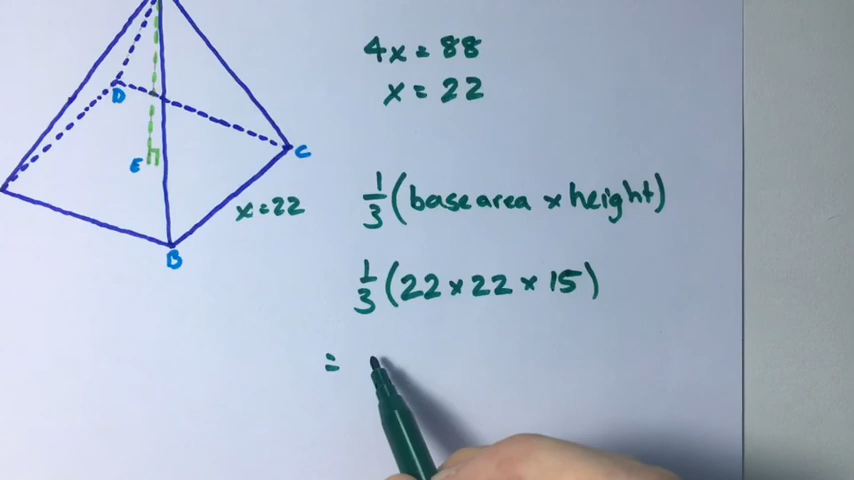 4x = 88
x = 22
D
E
C
x = 22
B
1/3 (base area × height)
1/3 (22 × 22 × 15)
=